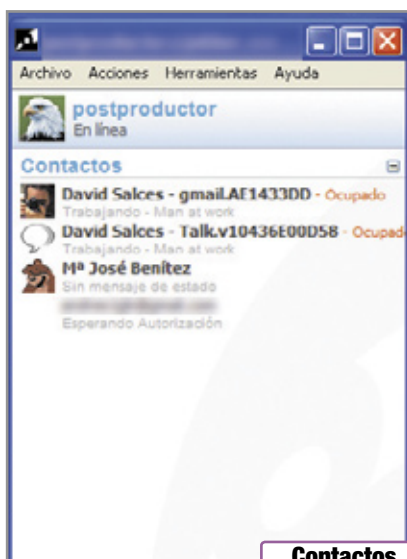 Archivo Acciones Herramientas Ayuda
postproductor
En línea
Contactos
David Salces - gmail.AE1433DD - Ocupado
Trabajando - Man at work
David Salces - Talk.v10436E00D58 - Ocupad
Trabajando - Man at work
Mª José Benítez
Sin mensaje de estado
Esperando Autorización
Contactos